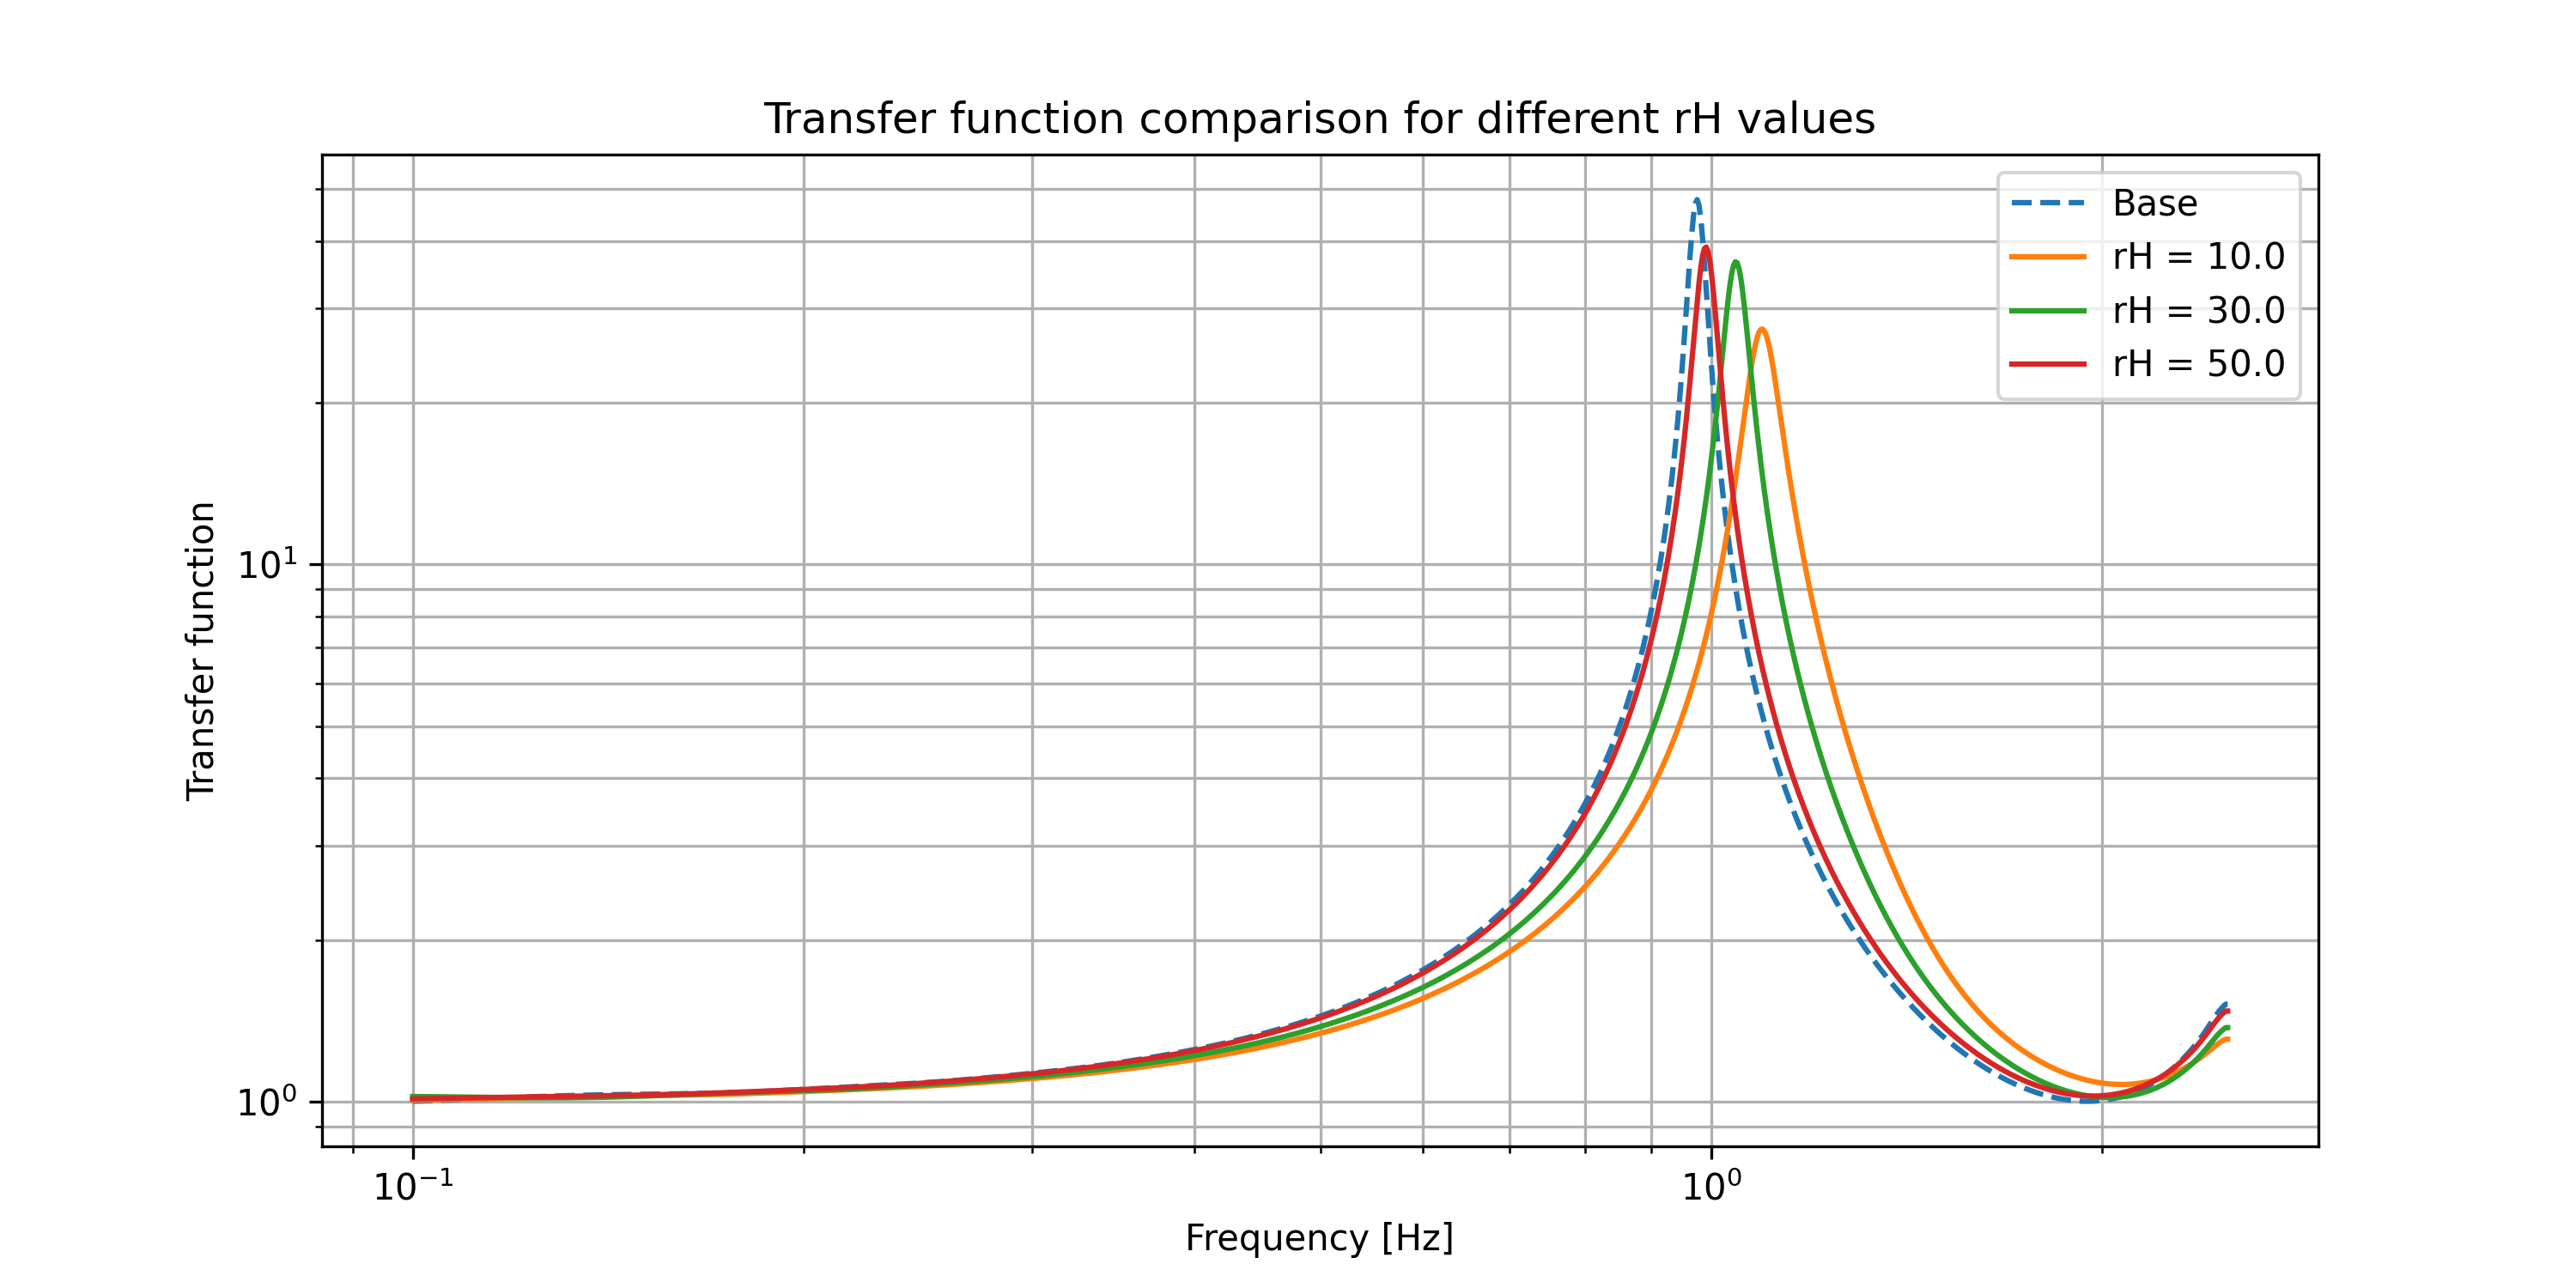 Transfer function comparison for different rH values
Base
rH = 10.0
rH = 30.0
rH = 50.0
Transfer function
10¹
10⁰
10⁻¹
10⁰
Frequency [Hz]